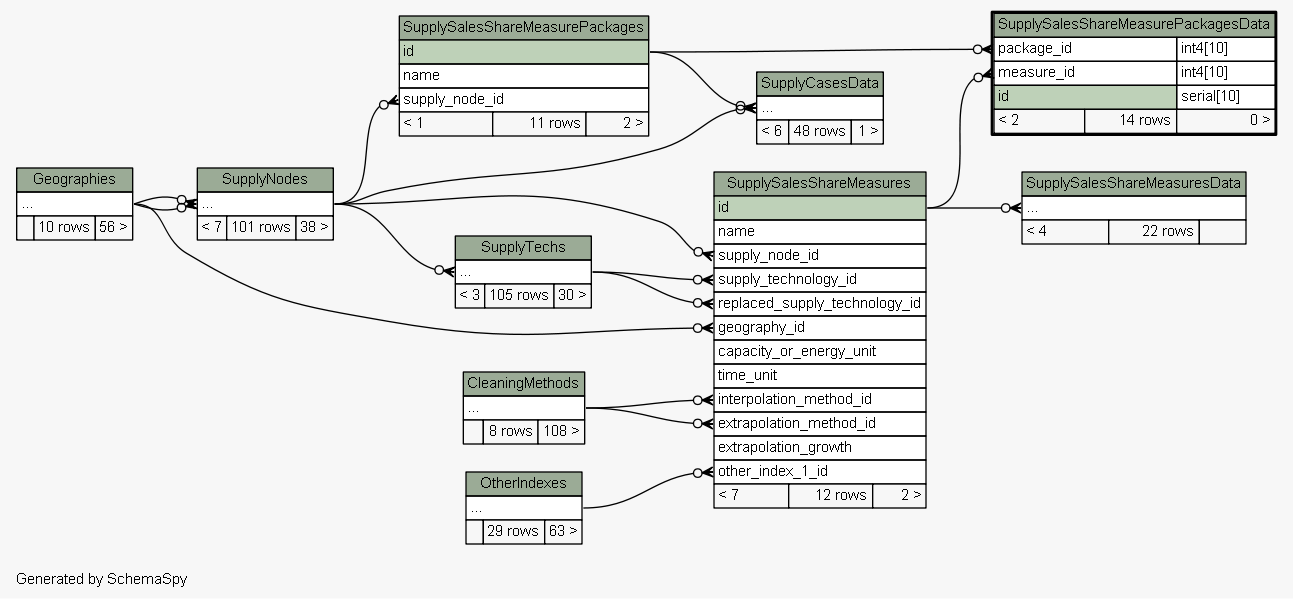 SupplySalesShareMeasurePackages
id
name
supply_node_id
< 1 11 rows 2 >
SupplySalesShareMeasurePackagesData
package_id int4[10]
measure_id int4[10]
id serial[10]
< 2 14 rows 0 >
SupplyCasesData
...
< 6 48 rows 1 >
Geographies
...
10 rows 56 >
SupplyNodes
...
< 7 101 rows 38 >
SupplySalesShareMeasures
id
name
supply_node_id
supply_technology_id
replaced_supply_technology_id
geography_id
capacity_or_energy_unit
time_unit
interpolation_method_id
extrapolation_method_id
extrapolation_growth
other_index_1_id
< 7 12 rows 2 >
SupplySalesShareMeasuresData
...
< 4 22 rows
SupplyTechs
...
< 3 105 rows 30 >
CleaningMethods
...
8 rows 108 >
OtherIndexes
...
29 rows 63 >
Generated by SchemaSpy